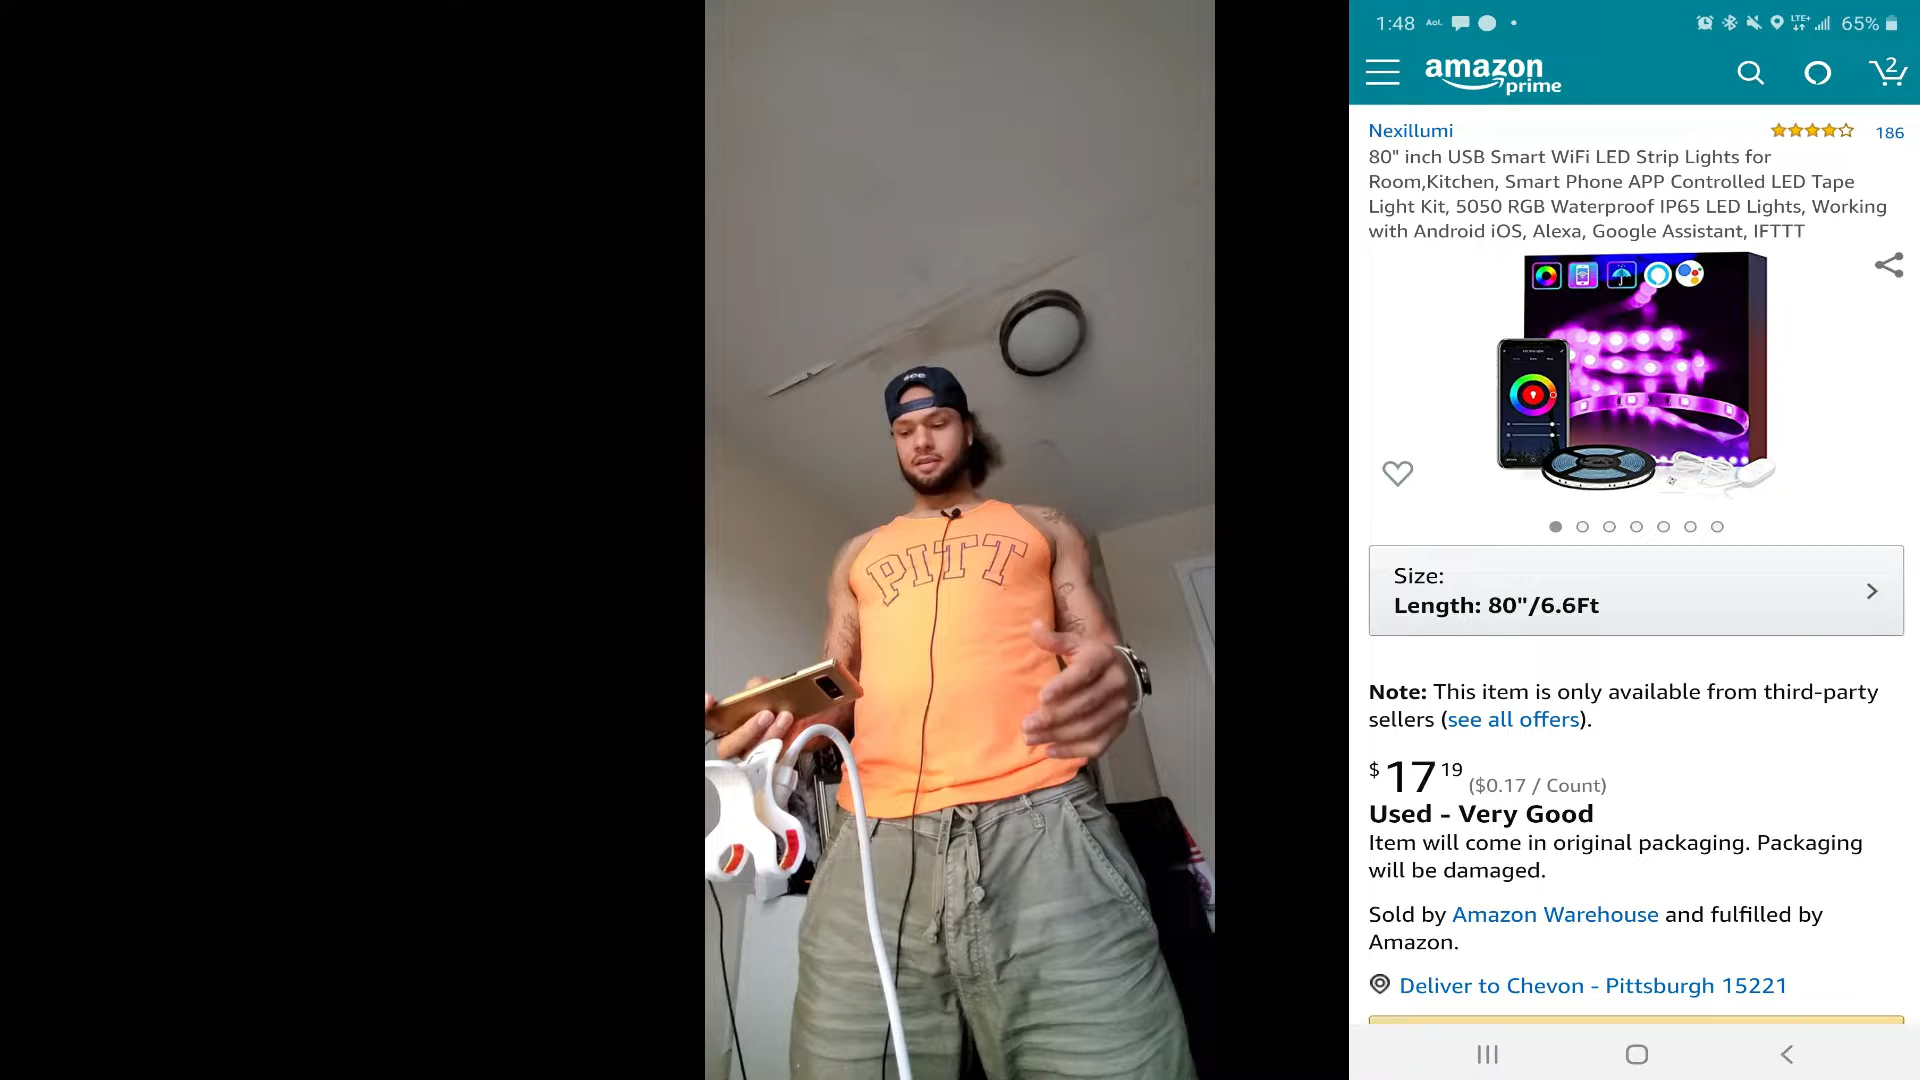 PITT
1:48 Aol. LTE+ 65%
amazon prime
2
Nexillumi 186
80" inch USB Smart WiFi LED Strip Lights for
Room,Kitchen, Smart Phone APP Controlled LED Tape
Light Kit, 5050 RGB Waterproof IP65 LED Lights, Working
with Android iOS, Alexa, Google Assistant, IFTTT
Size:
Length: 80"/6.6Ft
Note: This item is only available from third-party
sellers (see all offers).
$17 19 ($0.17 / Count)
Used - Very Good
Item will come in original packaging. Packaging
will be damaged.
Sold by Amazon Warehouse and fulfilled by
Amazon.
Deliver to Chevon - Pittsburgh 15221